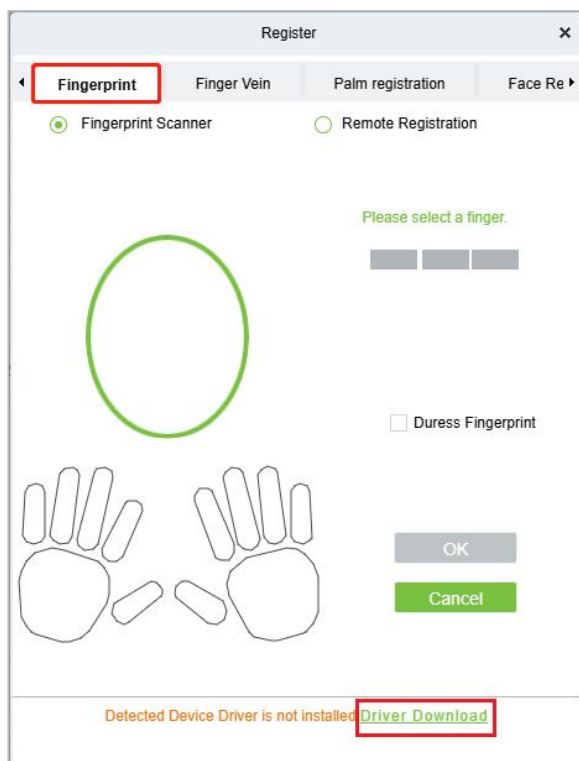 Register
Fingerprint Finger Vein Palm registration Face Re
Fingerprint Scanner Remote Registration
Please select a finger.
Duress Fingerprint
OK
Cancel
Detected Device Driver is not installed Driver Download